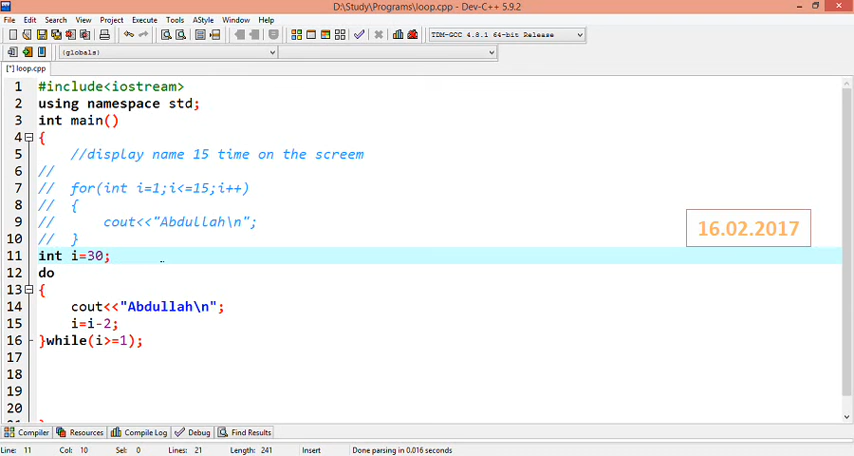 D:\Study\Programs\loop.cpp - Dev-C++ 5.9.2
File Edit Search View Project Execute Tools AStyle Window Help
TDM-GCC 4.8.1 64-bit Release
(globals)
[*] loop.cpp
1 #include<iostream>
2 using namespace std;
3 int main()
4 {
5 //display name 15 time on the screem
6 //
7 // for(int i=1;i<=15;i++)
8 // {
9 // cout<<"Abdullah\n";
10 // }
11 int i=30;
12 do
13 {
14 cout<<"Abdullah\n";
15 i=i-2;
16 }while(i>=1);
17
18
19
20
16.02.2017
Compiler Resources Compile Log Debug Find Results
Line: 11 Col: 10 Sel: 0 Lines: 21 Length: 241 Insert Done parsing in 0.016 seconds